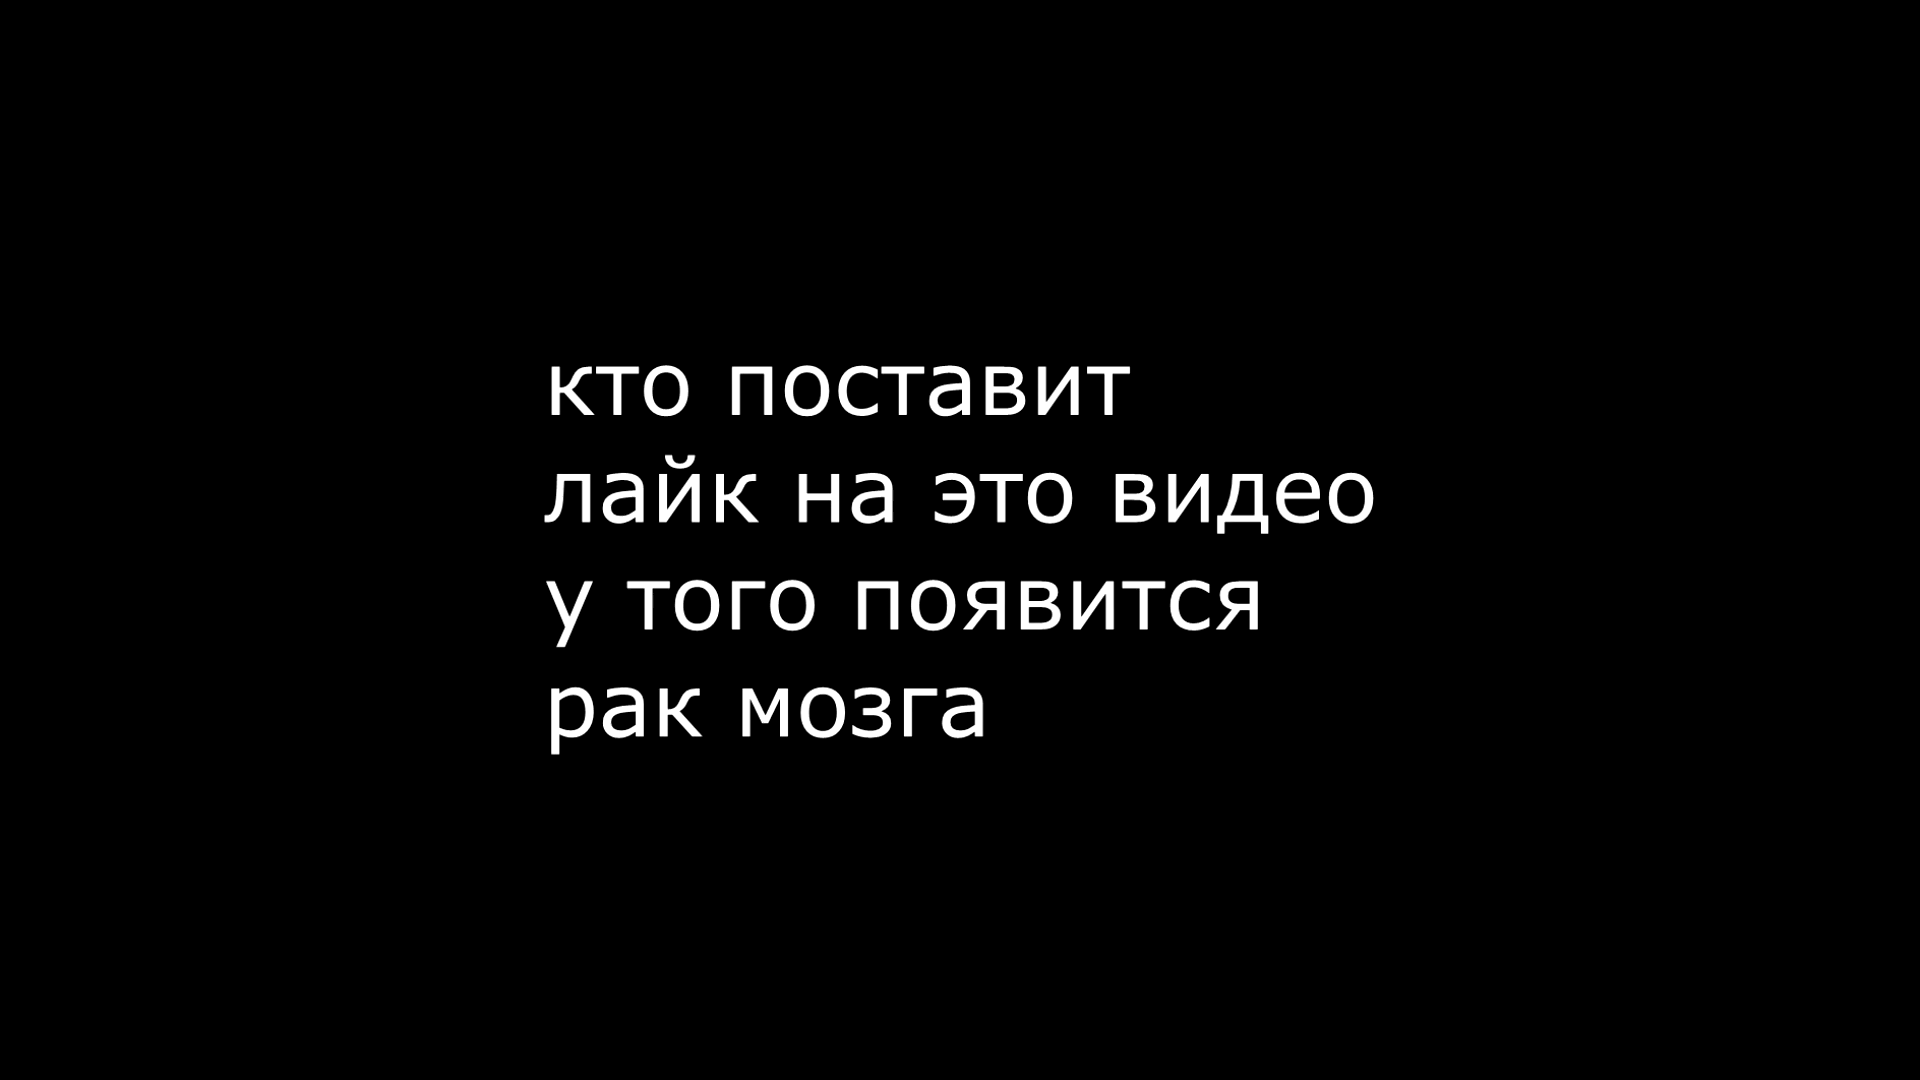 кто поставит
лайк на это видео
у того появится
рак мозга